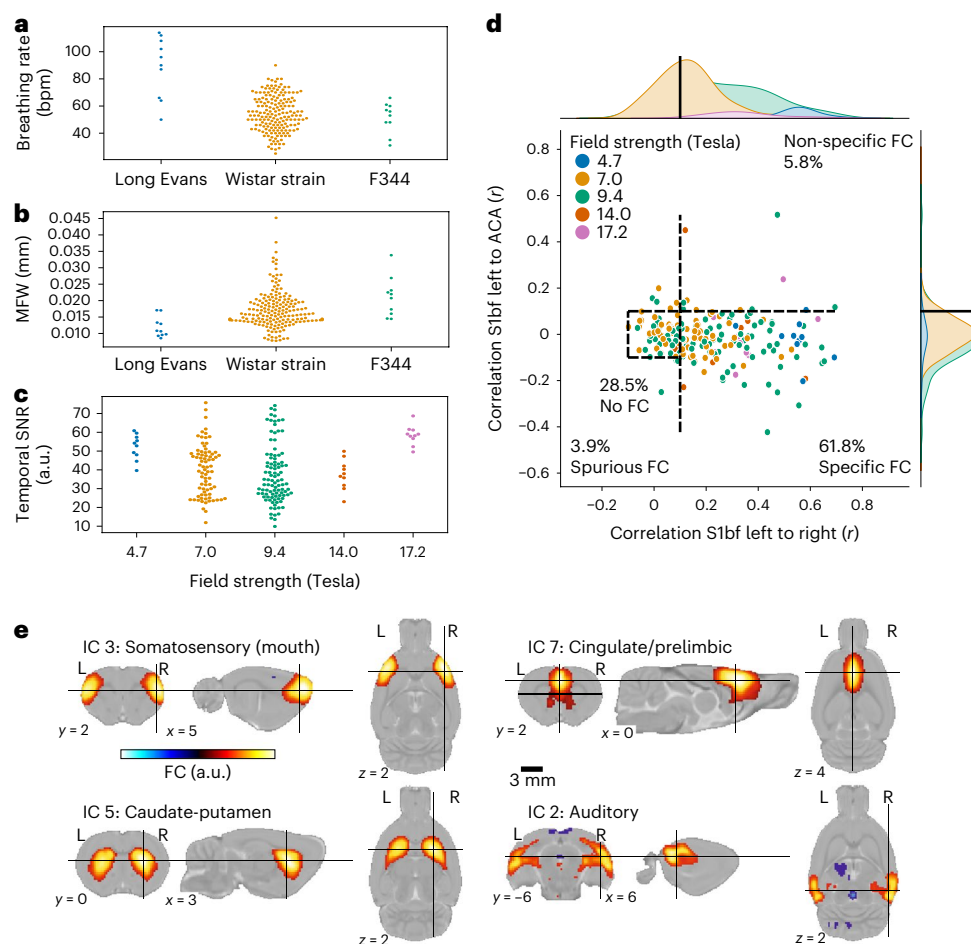 a
Breathing rate
(bpm)
100
80
60
40
Long Evans
Wistar strain
F344
b
MFW (mm)
0.045
0.040
0.035
0.030
0.025
0.020
0.015
0.010
Long Evans
Wistar strain
F344
c
Temporal SNR
(a.u.)
70
60
50
40
30
20
10
4.7
7.0
9.4
14.0
17.2
Field strength (Tesla)
d
Field strength (Tesla)
4.7
7.0
9.4
14.0
17.2
Non-specific FC
5.8%
28.5%
No FC
3.9%
Spurious FC
61.8%
Specific FC
Correlation S1bf left to ACA (r)
0.8
0.6
0.4
0.2
0
−0.2
−0.4
−0.6
−0.2
0
0.2
0.4
0.6
0.8
Correlation S1bf left to right (r)
e
IC 3: Somatosensory (mouth)
L
R
L
R
y = 2
x = 5
z = 2
FC (a.u.)
IC 7: Cingulate/prelimbic
L
R
L
R
y = 2
x = 0
z = 4
3 mm
IC 5: Caudate-putamen
L
R
L
R
y = 0
x = 3
z = 2
IC 2: Auditory
L
R
L
R
y = −6
x = 6
z = 2